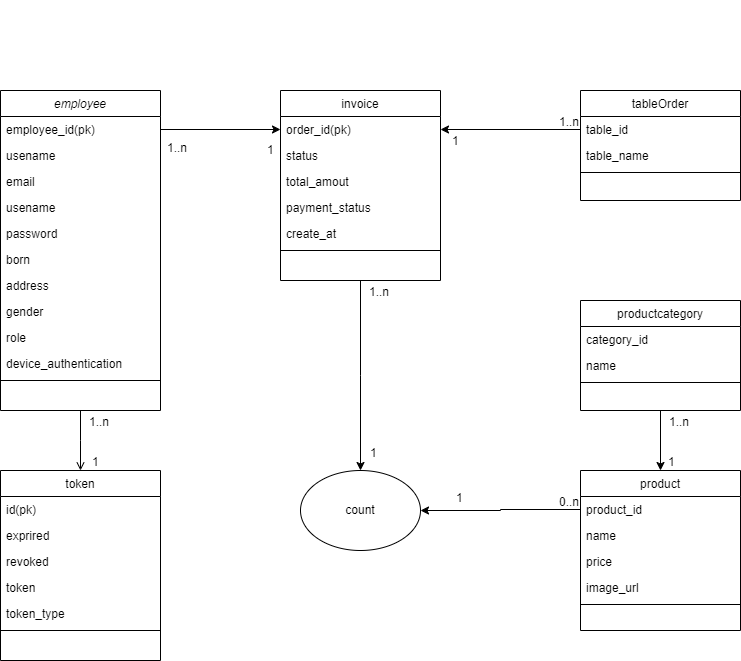 employee
employee_id(pk)
usename
email
usename
password
born
address
gender
role
device_authentication
1..n
1
invoice
order_id(pk)
status
total_amout
payment_status
create_at
1..n
1
tableOrder
table_id
table_name
1..n
1
productcategory
category_id
name
1..n
1
token
id(pk)
exprired
revoked
token
token_type
1..n
1
count
1
0..n
product
product_id
name
price
image_url